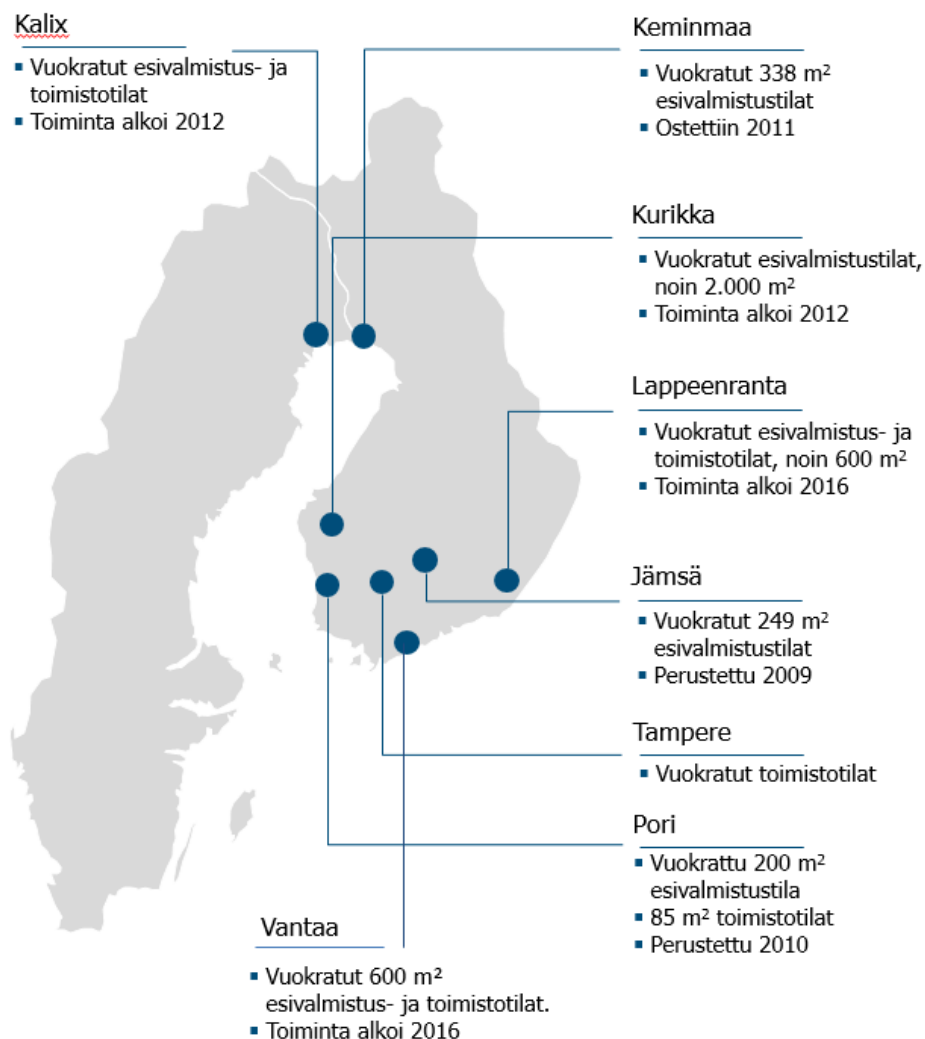 Kalix
▪ Vuokratut esivalmistus- ja
toimistotilat
▪ Toiminta alkoi 2012
Keminmaa
▪ Vuokratut 338 m²
esivalmistustilat
▪ Ostettiin 2011
Kurikka
▪ Vuokratut esivalmistustilat,
noin 2.000 m²
▪ Toiminta alkoi 2012
Lappeenranta
▪ Vuokratut esivalmistus- ja
toimistotilat, noin 600 m²
▪ Toiminta alkoi 2016
Jämsä
▪ Vuokratut 249 m²
esivalmistustilat
▪ Perustettu 2009
Tampere
▪ Vuokratut toimistotilat
Pori
▪ Vuokrattu 200 m²
esivalmistustila
▪ 85 m² toimistotilat
▪ Perustettu 2010
Vantaa
▪ Vuokratut 600 m²
esivalmistus- ja toimistotilat.
▪ Toiminta alkoi 2016